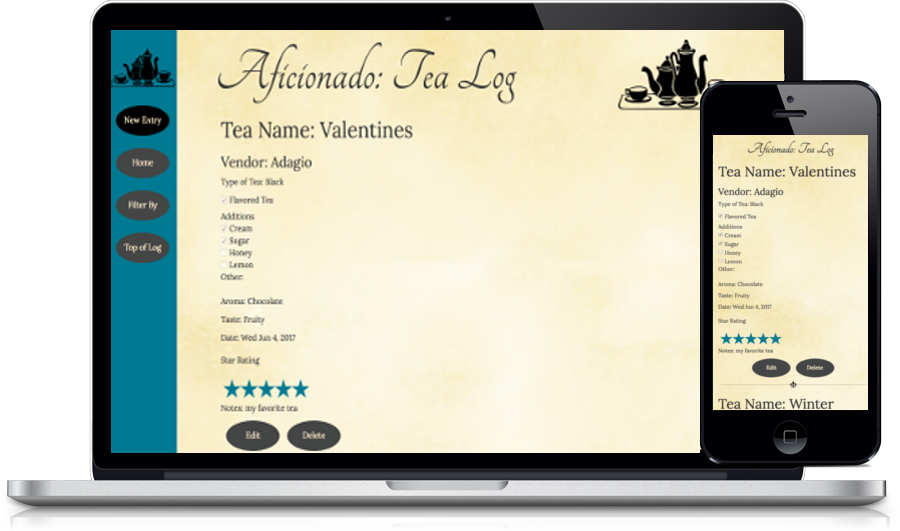 Aficionado: Tea Log
New Entry
Home
Filter By
Top of Log
Tea Name: Valentines
Vendor: Adagio
Type of Tea: Black
Flavored Tea
Additions
Cream
Sugar
Honey
Lemon
Other:
Aroma: Chocolate
Taste: Fruity
Date: Wed Jun 4, 2017
Star Rating
Notes: my favorite tea
Edit Delete
Aficionado: Tea Log
Tea Name: Valentines
Vendor: Adagio
Type of Tea: Black
Flavored Tea
Additions
Cream
Sugar
Honey
Lemon
Other:
Aroma: Chocolate
Taste: Fruity
Date: Wed Jun 4, 2017
Star Rating
Notes: my favorite tea
Edit Delete
Tea Name: Winter